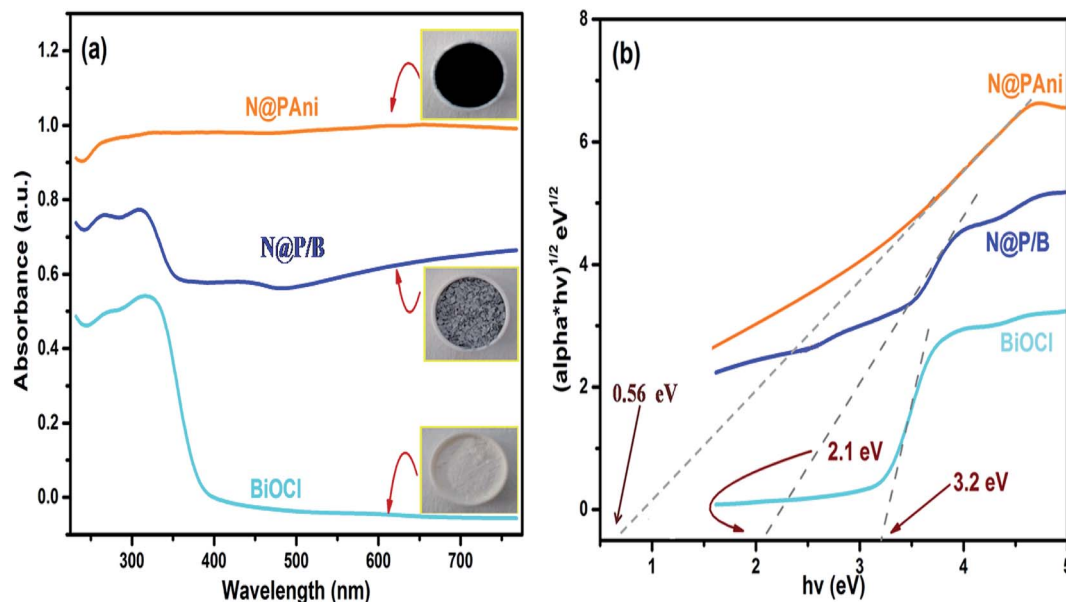 (a)
N@PAni
N@P/B
BiOCl
1.2
1.0
0.8
0.6
0.4
0.2
0.0
Absorbance (a.u.)
300
400
500
600
700
Wavelength (nm)
(b)
N@PAni
N@P/B
BiOCl
0.56 eV
2.1 eV
3.2 eV
8
6
4
2
0
(alpha*hv)1/2 eV1/2
1
2
3
4
5
hv (eV)